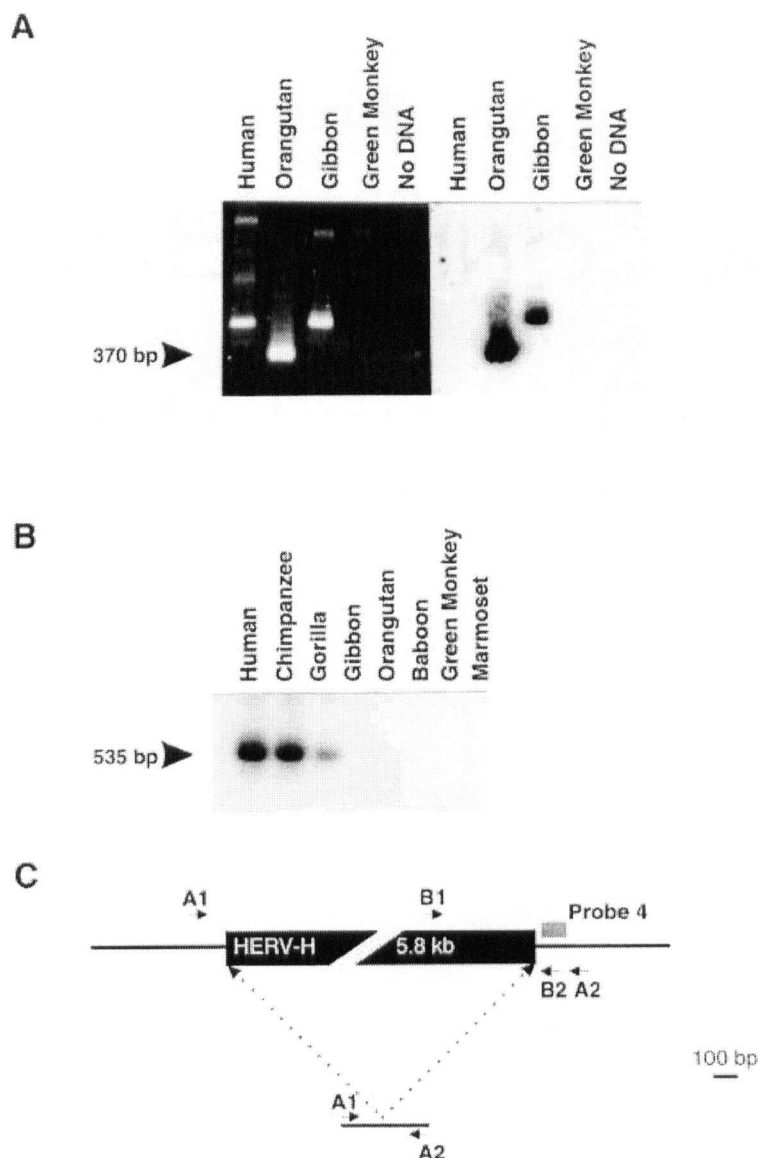 A
Human
Orangutan
Gibbon
Green Monkey
No DNA
Human
Orangutan
Gibbon
Green Monkey
No DNA
370 bp
B
Human
Chimpanzee
Gorilla
Gibbon
Orangutan
Baboon
Green Monkey
Marmoset
535 bp
C
A1
B1
Probe 4
HERV-H
5.8 kb
B2 A2
100 bp
A1
A2